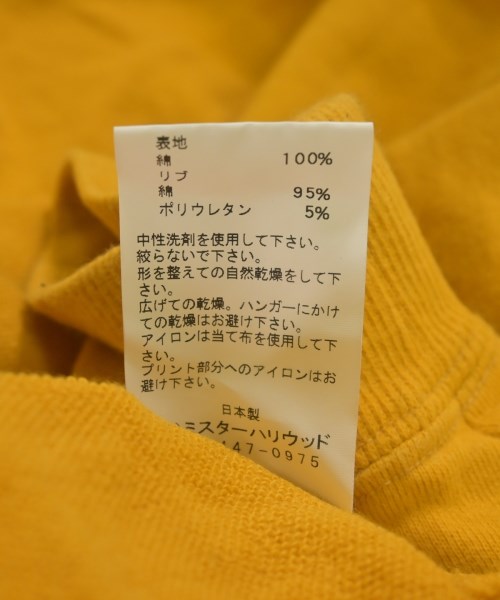 表地
綿 100%
リブ
綿 95%
ポリウレタン 5%
中性洗剤を使用して下さい。
絞らないで下さい。
形を整えての自然乾燥をして下
さい。
広げての乾燥。ハンガーにかけ
ての乾燥はお避け下さい。
アイロンは当て布を使用して下
さい。
プリント部分へのアイロンはお
避け下さい。
日本製
ミスターハリウッド
447-0975